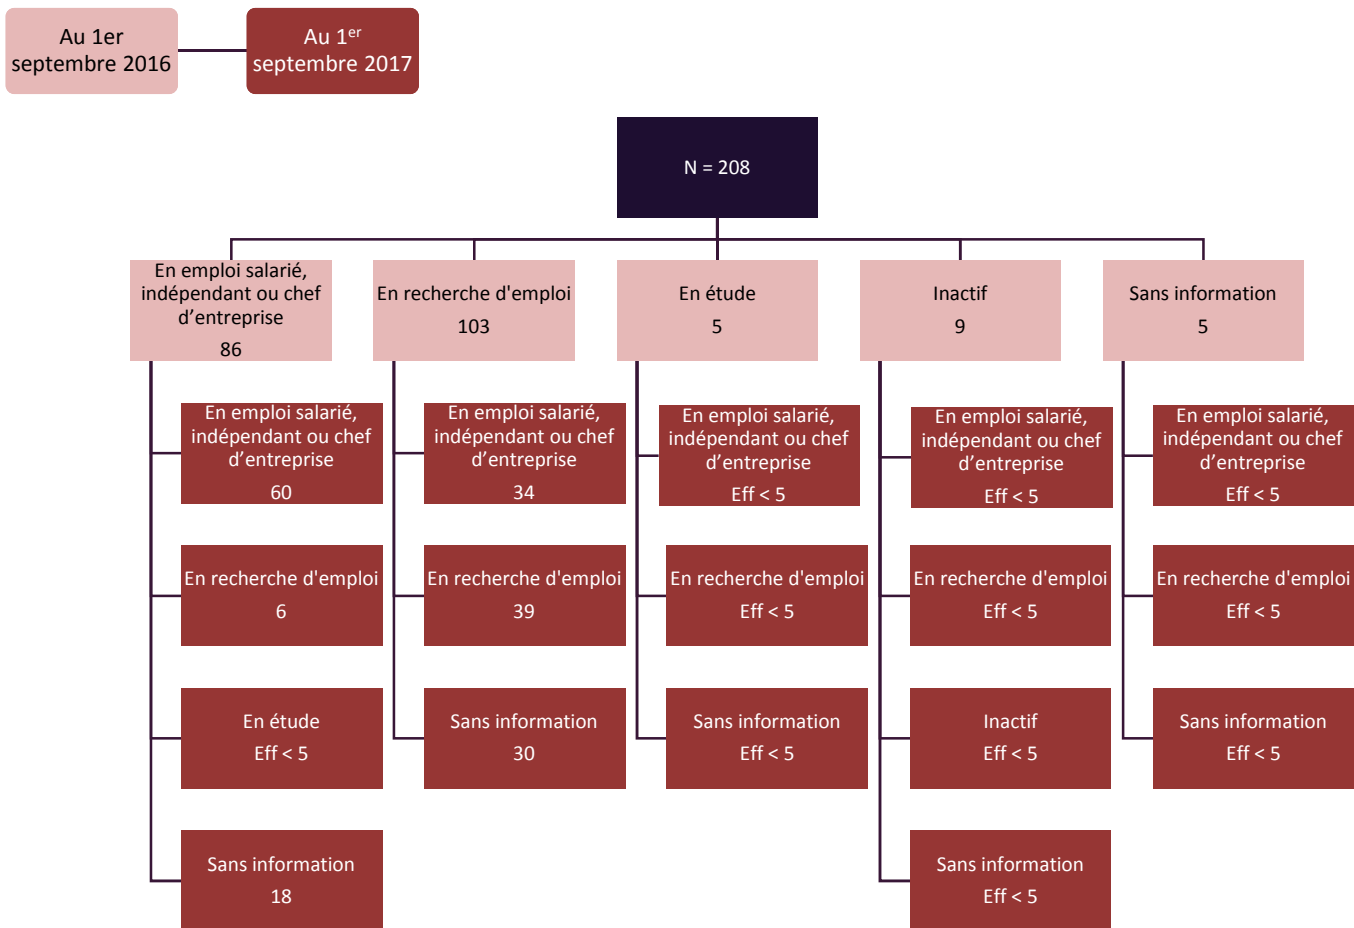 Au 1er
septembre 2016
Au 1er
septembre 2017
N = 208
En emploi salarié,
indépendant ou chef
d’entreprise
86
En recherche d'emploi
103
En étude
5
Inactif
9
Sans information
5
En emploi salarié,
indépendant ou chef
d’entreprise
60
En recherche d'emploi
6
En étude
Eff < 5
Sans information
18
En emploi salarié,
indépendant ou chef
d’entreprise
34
En recherche d'emploi
39
Sans information
30
En emploi salarié,
indépendant ou chef
d’entreprise
Eff < 5
En recherche d'emploi
Eff < 5
Sans information
Eff < 5
En emploi salarié,
indépendant ou chef
d’entreprise
Eff < 5
En recherche d'emploi
Eff < 5
Inactif
Eff < 5
Sans information
Eff < 5
En emploi salarié,
indépendant ou chef
d’entreprise
Eff < 5
En recherche d'emploi
Eff < 5
Sans information
Eff < 5